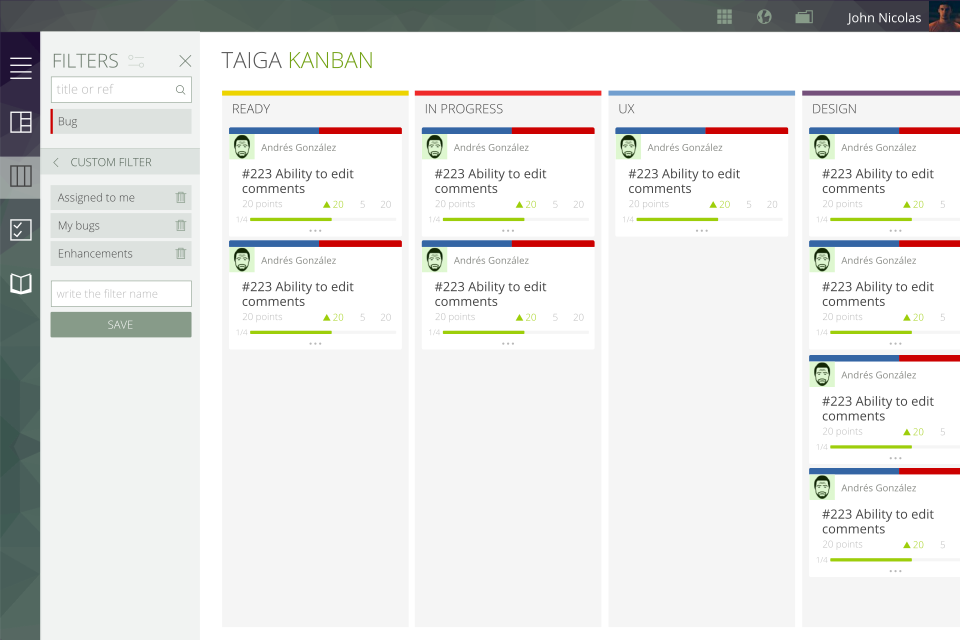 John Nicolas
FILTERS
title or ref
Bug
CUSTOM FILTER
Assigned to me
My bugs
Enhancements
write the filter name
SAVE
TAIGA KANBAN
READY
Andrés González
#223 Ability to edit
comments
20 points 20 5 20
1/4
Andrés González
#223 Ability to edit
comments
20 points 20 5 20
1/4
IN PROGRESS
Andrés González
#223 Ability to edit
comments
20 points 20 5 20
1/4
Andrés González
#223 Ability to edit
comments
20 points 20 5 20
1/4
UX
Andrés González
#223 Ability to edit
comments
20 points 20 5 20
1/4
DESIGN
Andrés González
#223 Ability to edit
comments
20 points 20 5
1/4
Andrés González
#223 Ability to edit
comments
20 points 20 5
1/4
Andrés González
#223 Ability to edit
comments
20 points 20 5
1/4
Andrés González
#223 Ability to edit
comments
20 points 20 5
1/4